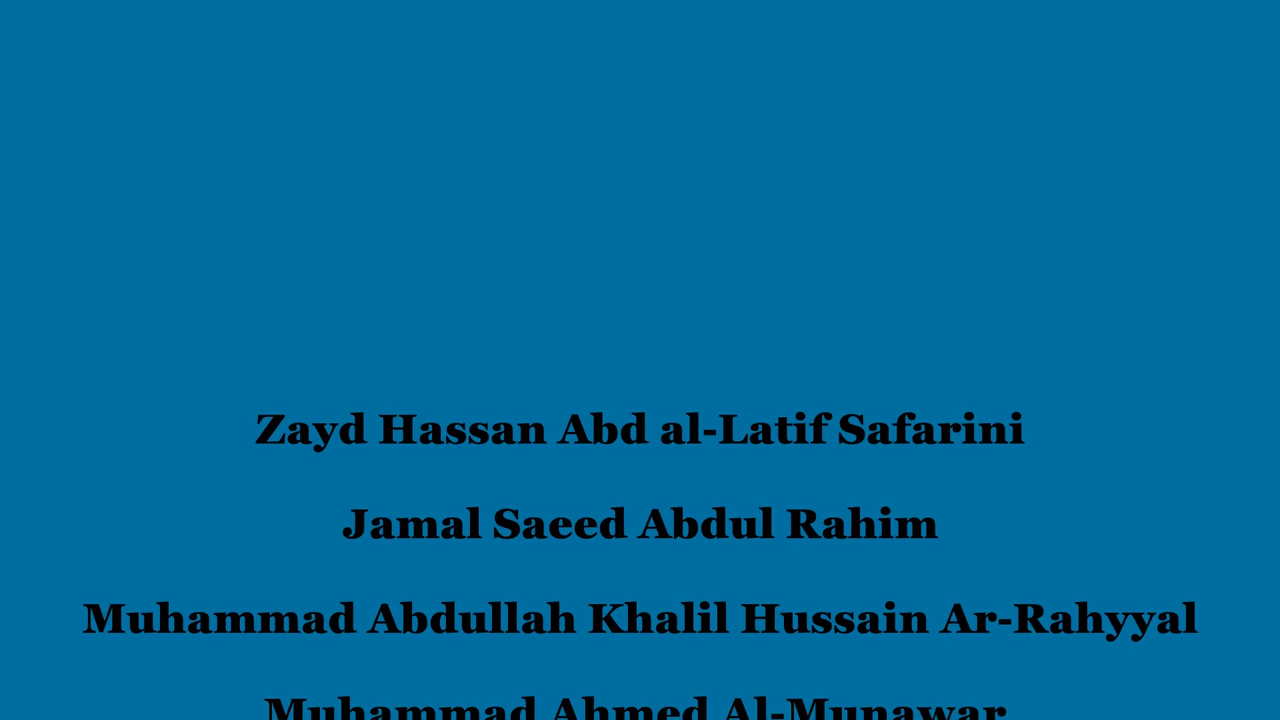 Zayd Hassan Abd al-Latif Safarini
Jamal Saeed Abdul Rahim
Muhammad Abdullah Khalil Hussain Ar-Rahyyal
Muhammad Ahmed Al-Munawar